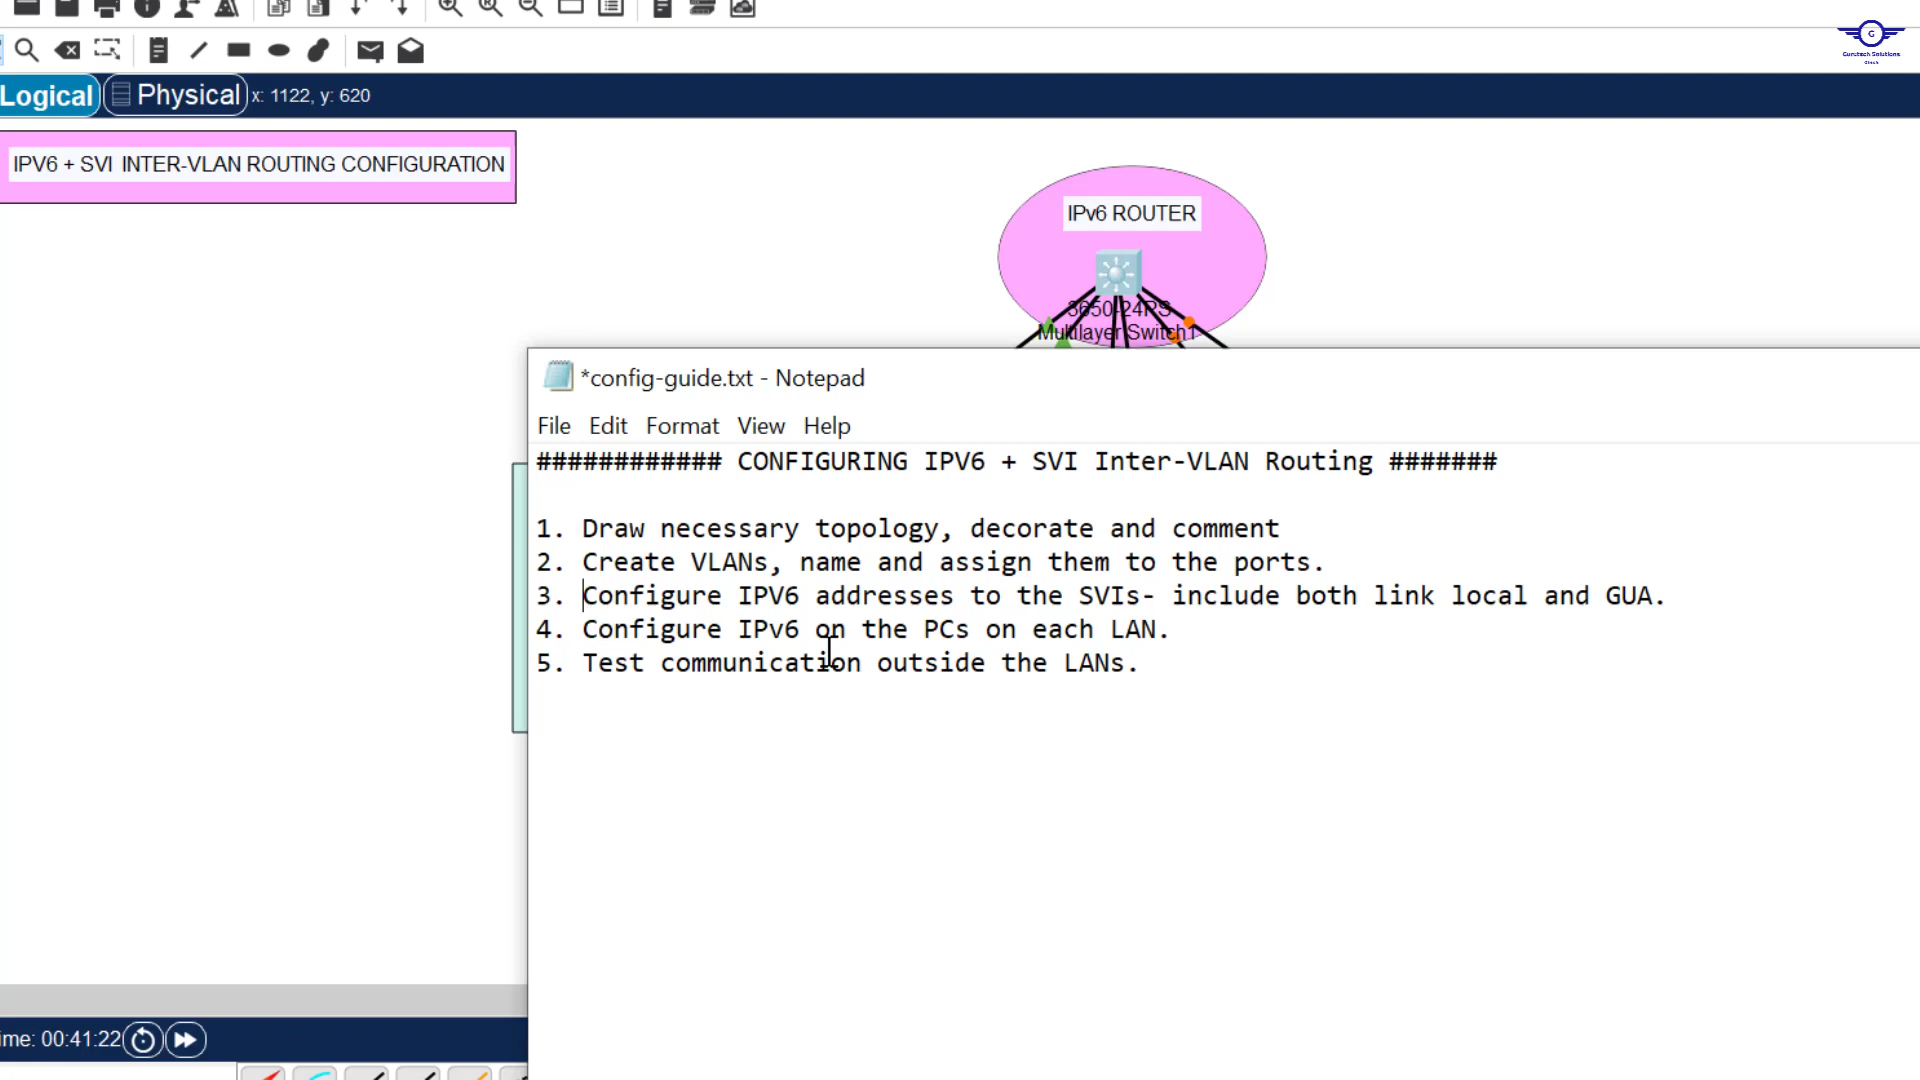 G
Gurutech Solutions
Logical
Physical
x: 1122, y: 620
IPV6 + SVI INTER-VLAN ROUTING CONFIGURATION
IPv6 ROUTER
3650-24PS
Multilayer Switch1
*config-guide.txt - Notepad
File Edit Format View Help
############ CONFIGURING IPV6 + SVI Inter-VLAN Routing #######
1. Draw necessary topology, decorate and comment
2. Create VLANs, name and assign them to the ports.
3. Configure IPV6 addresses to the SVIs- include both link local and GUA.
4. Configure IPv6 on the PCs on each LAN.
5. Test communication outside the LANs.
ime: 00:41:22